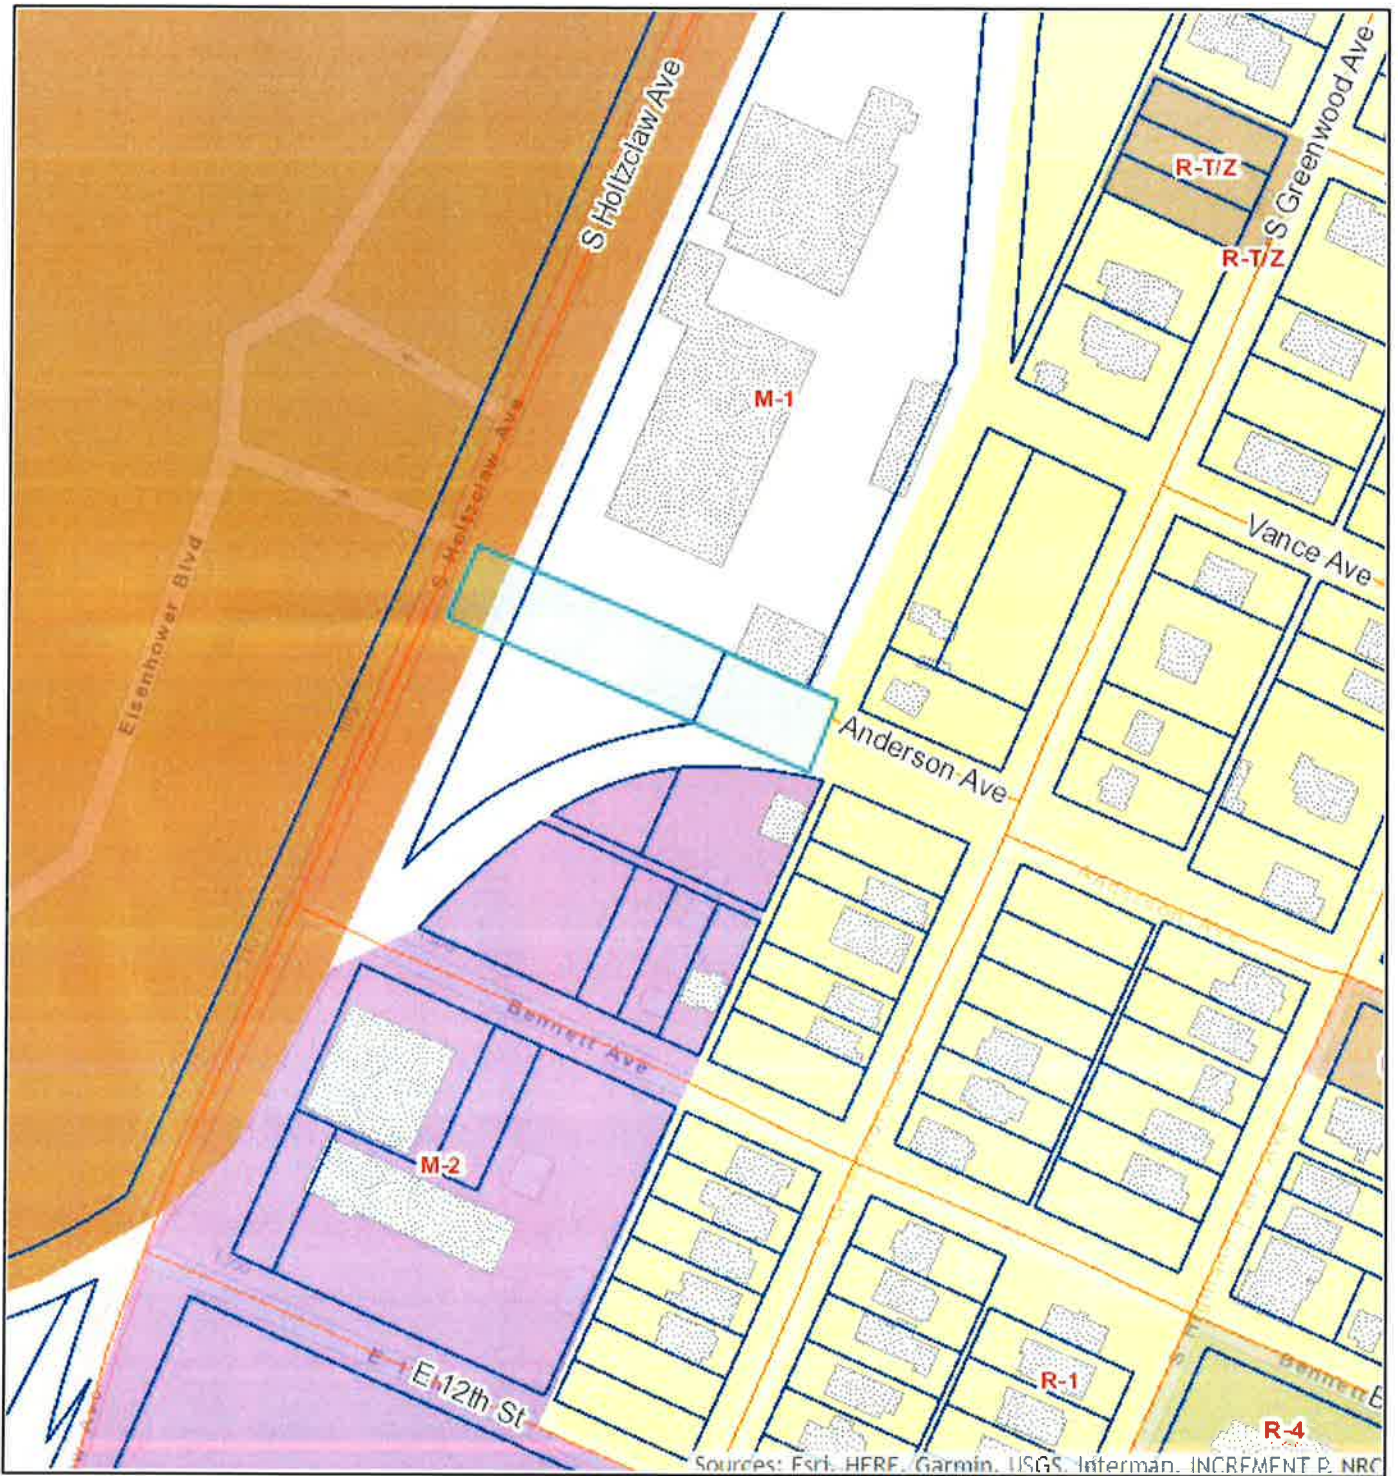 S Holtzclaw Ave
S Greenwood Ave
R-T/Z
R-T/Z
M-1
S Holtzclaw Ave
Vance Ave
Eisenhower Blvd
Anderson Ave
Bennett Ave
M-2
E 12th St
R-1
Bennett
R-4
Sources: Esri, HERE, Garmin, USGS, Intermap, INCREMENT P, NRC